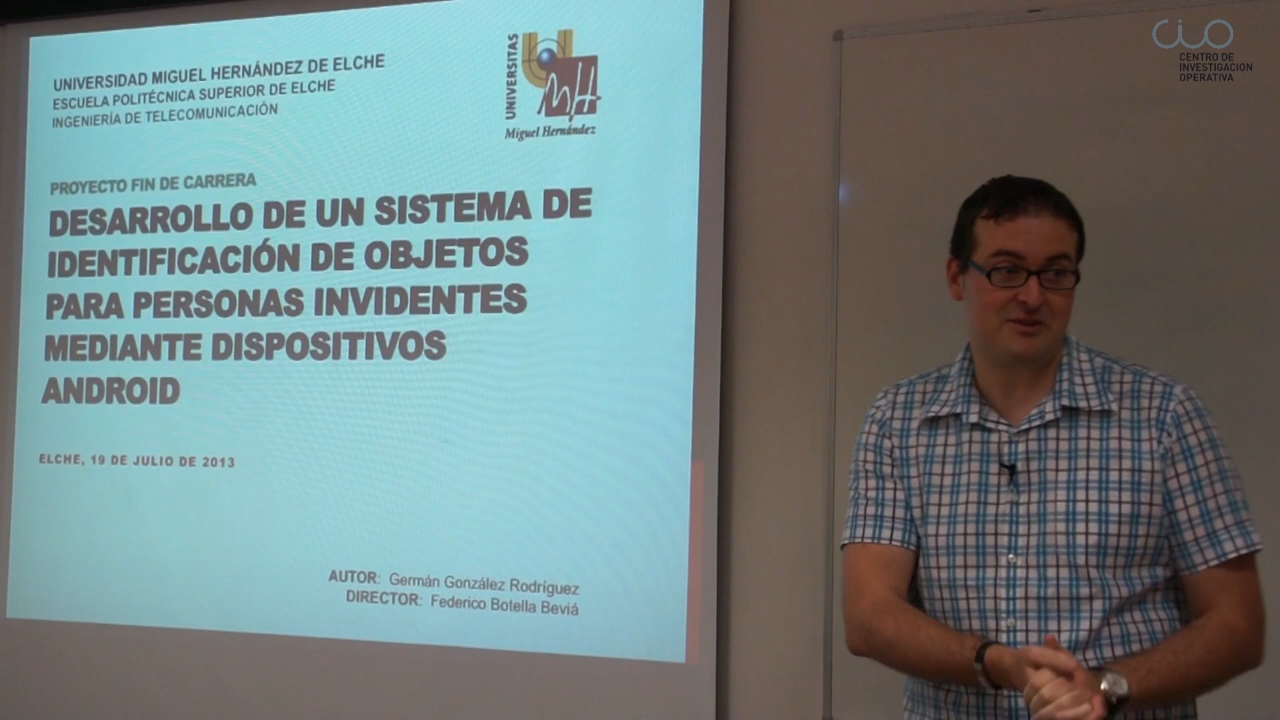 UNIVERSIDAD MIGUEL HERNÁNDEZ DE ELCHE
ESCUELA POLITÉCNICA SUPERIOR DE ELCHE
INGENIERÍA DE TELECOMUNICACIÓN
UNIVERSITAS
Miguel Hernández
PROYECTO FIN DE CARRERA
DESARROLLO DE UN SISTEMA DE
IDENTIFICACIÓN DE OBJETOS
PARA PERSONAS INVIDENTES
MEDIANTE DISPOSITIVOS
ANDROID
ELCHE, 19 DE JULIO DE 2013
AUTOR: Germán González Rodríguez
DIRECTOR: Federico Botella Beviá
CIO
CENTRO DE
INVESTIGACION
OPERATIVA